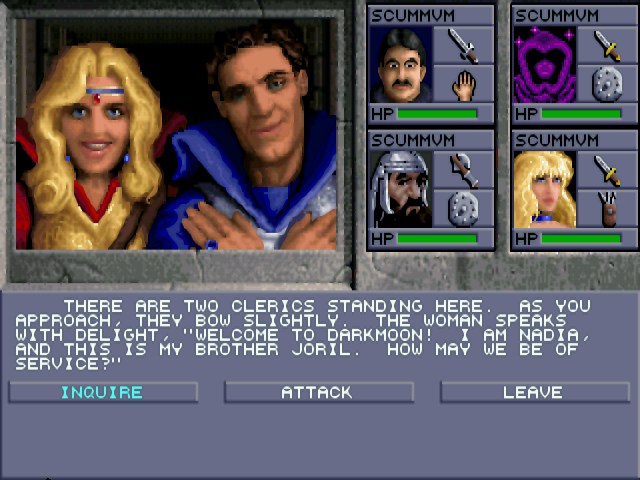 SCUMMVM SCUMMVM
HP HP
SCUMMVM SCUMMVM
HP HP
THERE ARE TWO CLERICS STANDING HERE. AS YOU
APPROACH, THEY BOW SLIGHTLY. THE WOMAN SPEAKS
WITH DELIGHT, "WELCOME TO DARKMOON! I AM NADIA,
AND THIS IS MY BROTHER JORIL. HOW MAY WE BE OF
SERVICE?"
INQUIRE ATTACK LEAVE